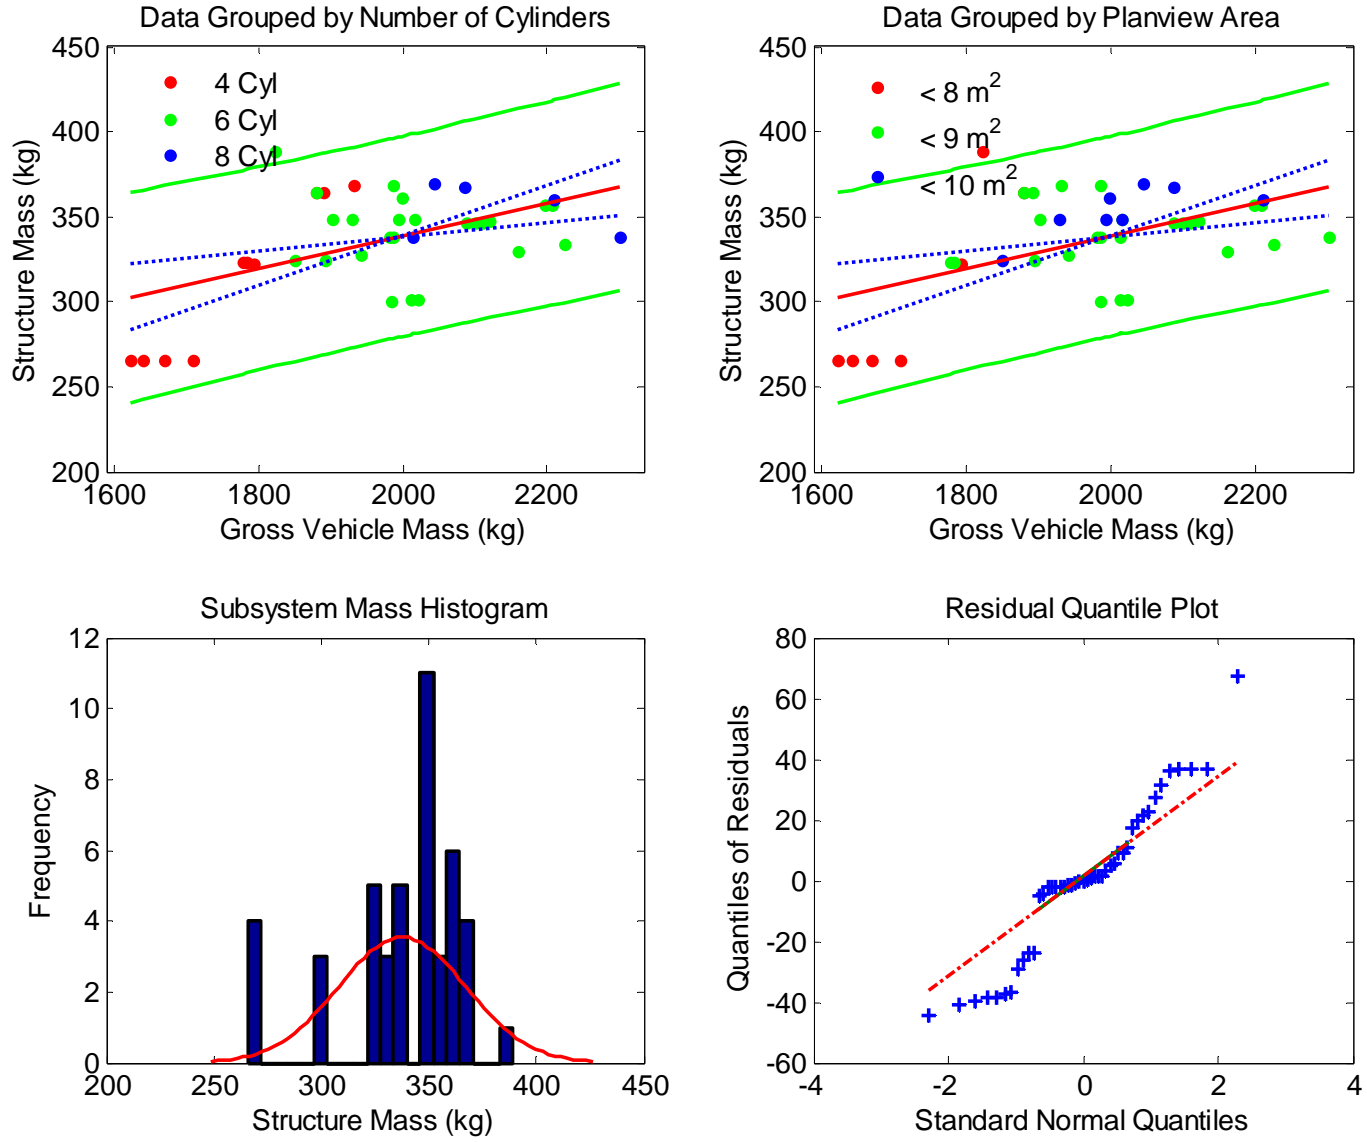 Data Grouped by Number of Cylinders
450
400
350
300
250
200
Structure Mass (kg)
4 Cyl
6 Cyl
8 Cyl
1600 1800 2000 2200
Gross Vehicle Mass (kg)
Data Grouped by Planview Area
450
400
350
300
250
200
Structure Mass (kg)
< 8 m²
< 9 m²
< 10 m²
1600 1800 2000 2200
Gross Vehicle Mass (kg)
Subsystem Mass Histogram
12
10
8
6
4
2
0
Frequency
200 250 300 350 400 450
Structure Mass (kg)
Residual Quantile Plot
80
60
40
20
0
-20
-40
-60
Quantiles of Residuals
-4 -2 0 2 4
Standard Normal Quantiles